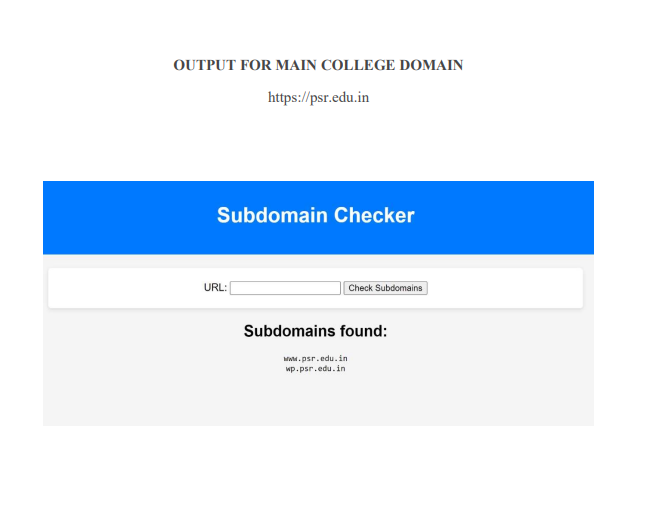 OUTPUT FOR MAIN COLLEGE DOMAIN
https://psr.edu.in
Subdomain Checker
URL: Check Subdomains
Subdomains found:
www.psr.edu.in
wp.psr.edu.in